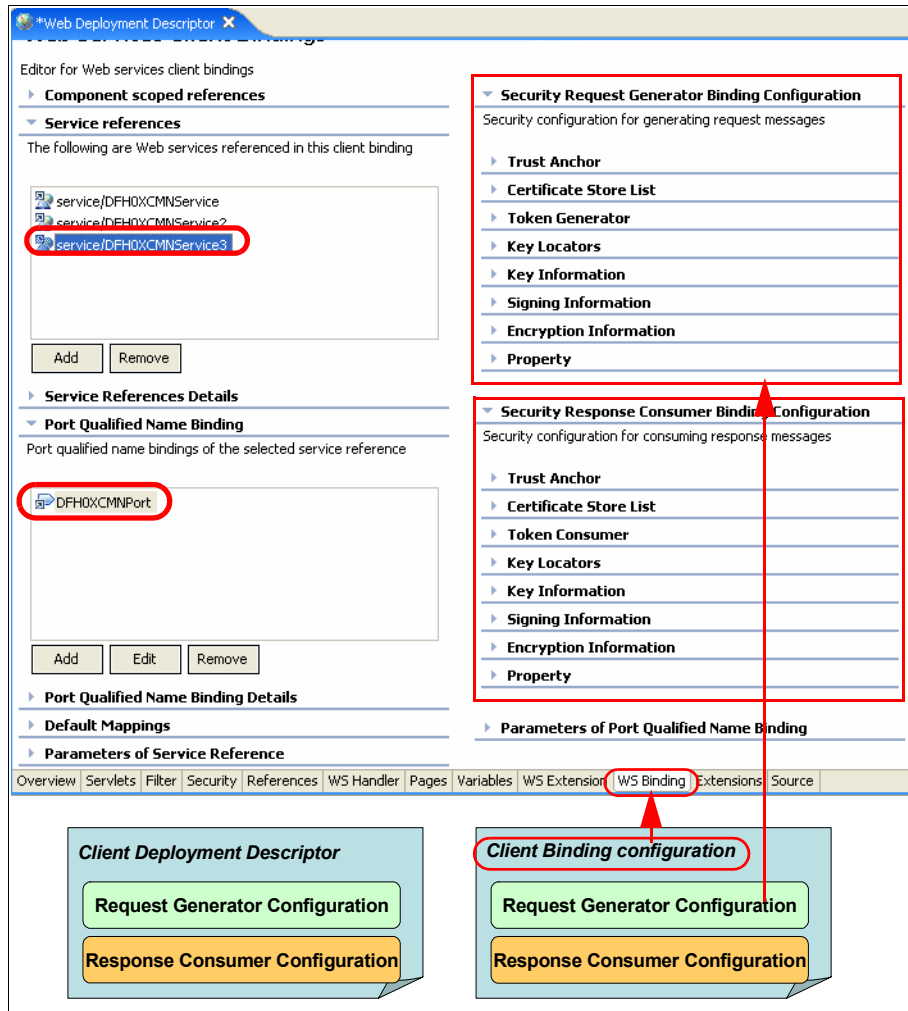 *Web Deployment Descriptor
Editor for Web services client bindings
Component scoped references
Service references
The following are Web services referenced in this client binding
service/DFH0XCMNService
service/DFH0XCMNService2
service/DFH0XCMNService3
Add Remove
Service References Details
Port Qualified Name Binding
Port qualified name bindings of the selected service reference
DFH0XCMNPort
Add Edit Remove
Port Qualified Name Binding Details
Default Mappings
Parameters of Service Reference
Security Request Generator Binding Configuration
Security configuration for generating request messages
Trust Anchor
Certificate Store List
Token Generator
Key Locators
Key Information
Signing Information
Encryption Information
Property
Security Response Consumer Binding Configuration
Security configuration for consuming response messages
Trust Anchor
Certificate Store List
Token Consumer
Key Locators
Key Information
Signing Information
Encryption Information
Property
Parameters of Port Qualified Name Binding
Overview Servlets Filter Security References WS Handler Pages Variables WS Extension WS Binding Extensions Source
Client Deployment Descriptor
Request Generator Configuration
Response Consumer Configuration
Client Binding configuration
Request Generator Configuration
Response Consumer Configuration